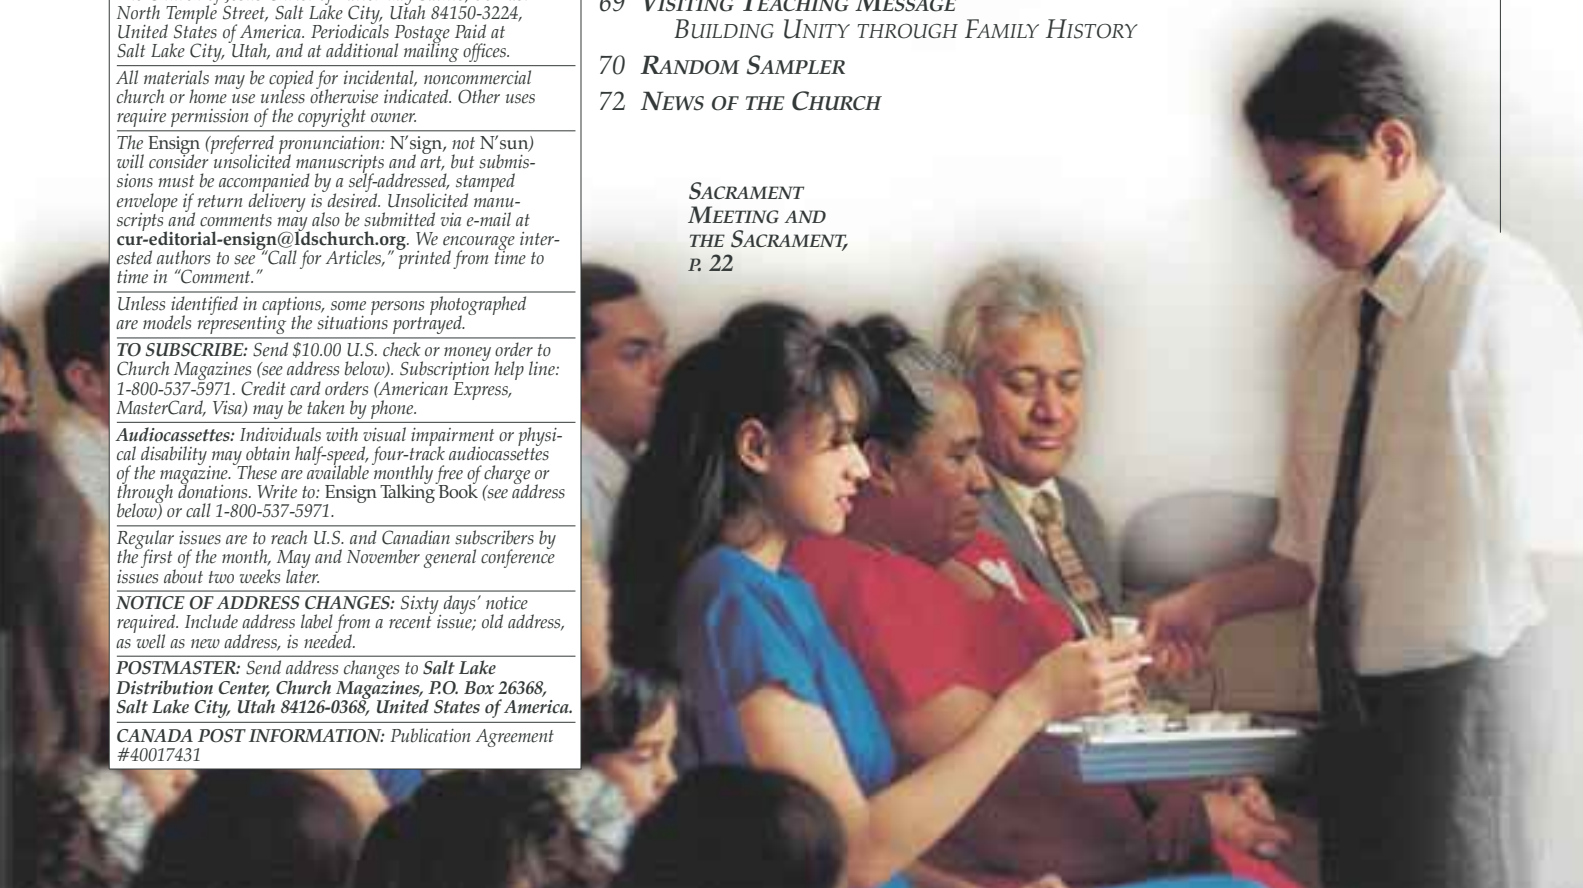 North Temple Street, Salt Lake City, Utah 84150-3224,
United States of America. Periodicals Postage Paid at
Salt Lake City, Utah, and at additional mailing offices.
All materials may be copied for incidental, noncommercial
church or home use unless otherwise indicated. Other uses
require permission of the copyright owner.
The Ensign (preferred pronunciation: N'sign, not N'sun)
will consider unsolicited manuscripts and art, but submis-
sions must be accompanied by a self-addressed, stamped
envelope if return delivery is desired. Unsolicited manu-
scripts and comments may also be submitted via e-mail at
cur-editorial-ensign@ldschurch.org. We encourage inter-
ested authors to see “Call for Articles,” printed from time to
time in “Comment.”
Unless identified in captions, some persons photographed
are models representing the situations portrayed.
TO SUBSCRIBE: Send $10.00 U.S. check or money order to
Church Magazines (see address below). Subscription help line:
1-800-537-5971. Credit card orders (American Express,
MasterCard, Visa) may be taken by phone.
Audiocassettes: Individuals with visual impairment or physi-
cal disability may obtain half-speed, four-track audiocassettes
of the magazine. These are available monthly free of charge or
through donations. Write to: Ensign Talking Book (see address
below) or call 1-800-537-5971.
Regular issues are to reach U.S. and Canadian subscribers by
the first of the month, May and November general conference
issues about two weeks later.
NOTICE OF ADDRESS CHANGES: Sixty days' notice
required. Include address label from a recent issue; old address,
as well as new address, is needed.
POSTMASTER: Send address changes to Salt Lake
Distribution Center, Church Magazines, P.O. Box 26368,
Salt Lake City, Utah 84126-0368, United States of America.
CANADA POST INFORMATION: Publication Agreement
#40017431
69 VISITING TEACHING MESSAGE
BUILDING UNITY THROUGH FAMILY HISTORY
70 RANDOM SAMPLER
72 NEWS OF THE CHURCH
SACRAMENT
MEETING AND
THE SACRAMENT,
P. 22